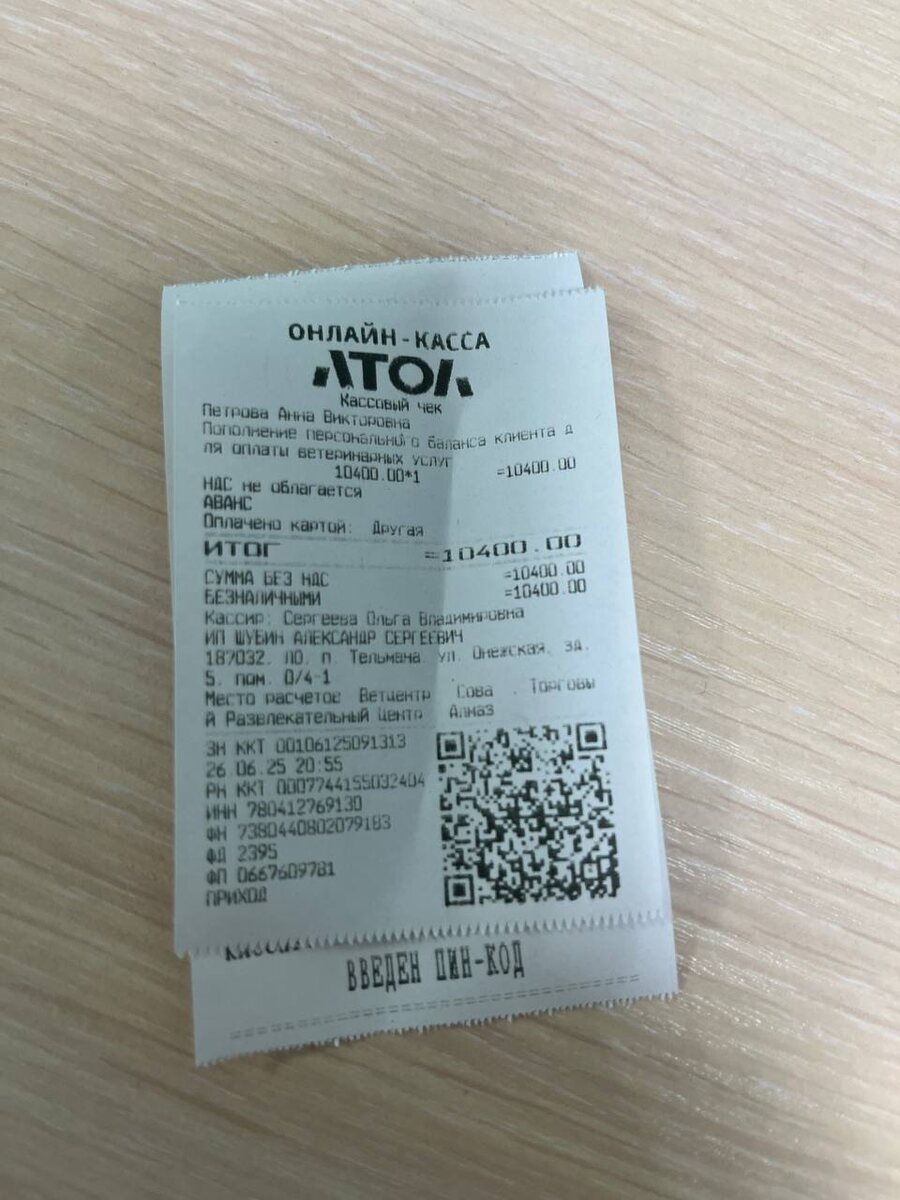 ОНЛАЙН-КАССА
АТОЛ
Кассовый чек
Петрова Анна Викторовна
Пополнение персонального баланса клиента д
ля оплаты ветеринарных услуг
10400.00*1 =10400.00
НДС не облагается
АВАНС
Оплачено картой: Другая
ИТОГ =10400.00
СУММА БЕЗ НДС =10400.00
БЕЗНАЛИЧНЫМИ =10400.00
Кассир: Сергеева Ольга Владимировна
ИП ШУБИН АЛЕКСАНДР СЕРГЕЕВИЧ
187032, ЛО, п. Тельмана, ул. Онежская, зд.
5, пом. 0/4-1
Место расчетов Ветцентр Сова , Торговы
й Развлекательный Центр Алмаз
ЗН ККТ 00106125091313
26.06.25 20:55
РН ККТ 0007744155032404
ИНН 780412769130
ФН 7380440802079183
ФД 2395
ФП 0667609781
ПРИХОД
ВВЕДЕН ПИН-КОД